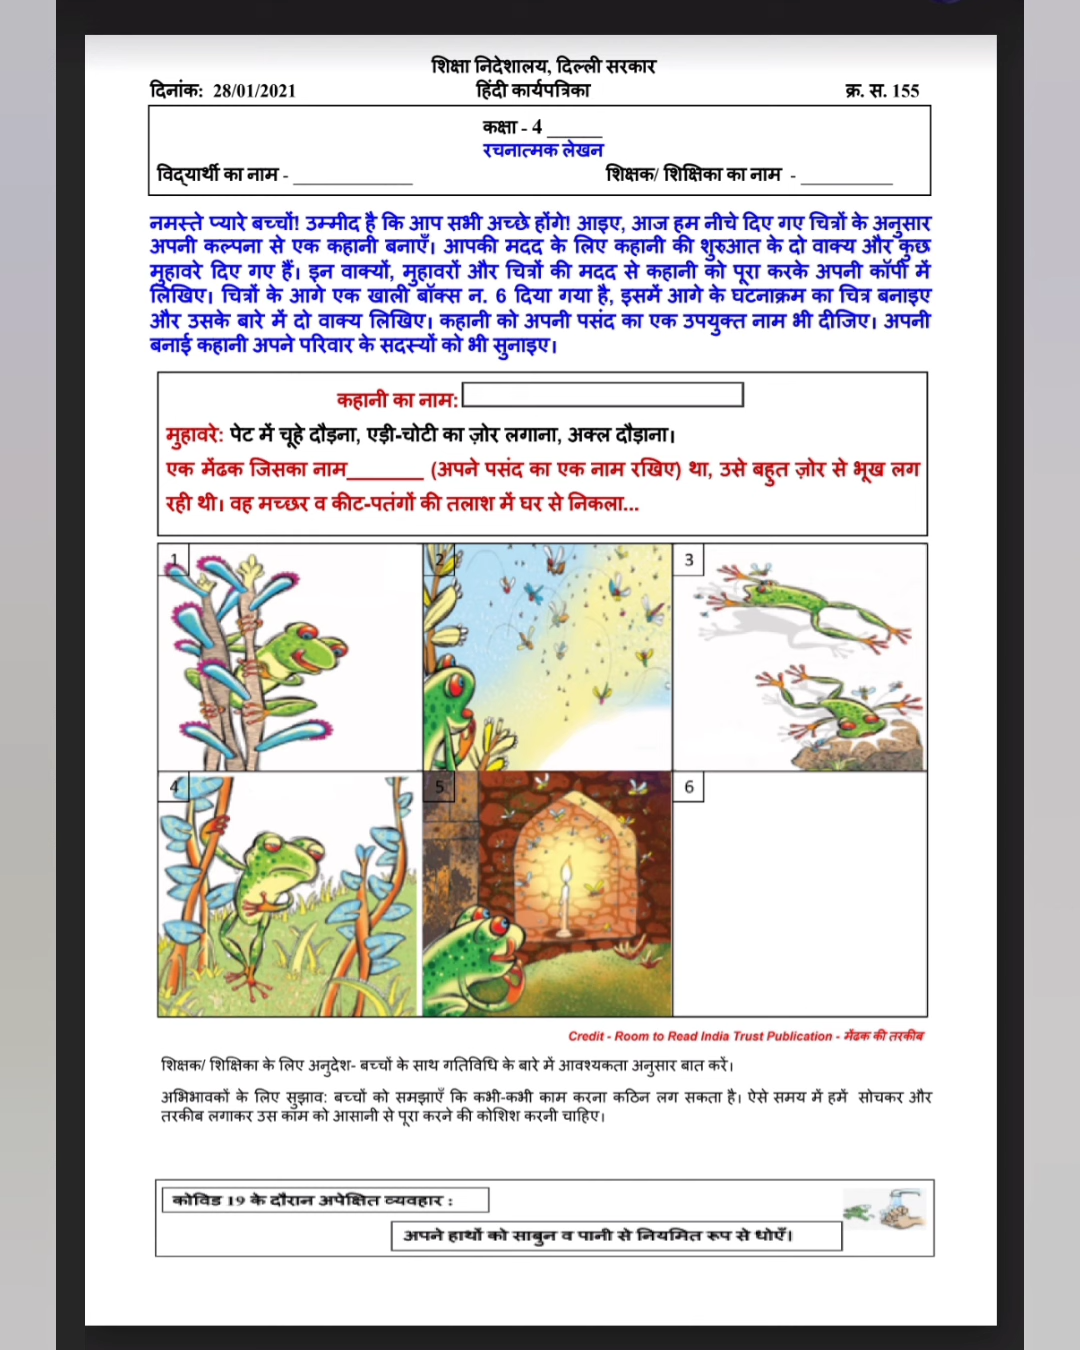 शिक्षा निदेशालय, दिल्ली सरकार
दिनांक: 28/01/2021 हिंदी कार्यपत्रिका क्र. स. 155
कक्षा - 4 ______
रचनात्मक लेखन
विद्यार्थी का नाम - _____________ शिक्षक/ शिक्षिका का नाम - __________
नमस्ते प्यारे बच्चों! उम्मीद है कि आप सभी अच्छे होंगे! आइए, आज हम नीचे दिए गए चित्रों के अनुसार
अपनी कल्पना से एक कहानी बनाएँ। आपकी मदद के लिए कहानी की शुरुआत के दो वाक्य और कुछ
मुहावरे दिए गए हैं। इन वाक्यों, मुहावरों और चित्रों की मदद से कहानी को पूरा करके अपनी कॉपी में
लिखिए। चित्रों के आगे एक खाली बॉक्स न. 6 दिया गया है, इसमें आगे के घटनाक्रम का चित्र बनाइए
और उसके बारे में दो वाक्य लिखिए। कहानी को अपनी पसंद का एक उपयुक्त नाम भी दीजिए। अपनी
बनाई कहानी अपने परिवार के सदस्यों को भी सुनाइए।
कहानी का नाम:
मुहावरे: पेट में चूहे दौड़ना, एड़ी-चोटी का ज़ोर लगाना, अक्ल दौड़ाना।
एक मेंढक जिसका नाम_______ (अपने पसंद का एक नाम रखिए) था, उसे बहुत ज़ोर से भूख लग
रही थी। वह मच्छर व कीट-पतंगों की तलाश में घर से निकला...
1 2 3
4 5 6
Credit - Room to Read India Trust Publication - मेंढक की तरकीब
शिक्षक/ शिक्षिका के लिए अनुदेश- बच्चों के साथ गतिविधि के बारे में आवश्यकता अनुसार बात करें।
अभिभावकों के लिए सुझाव: बच्चों को समझाएँ कि कभी-कभी काम करना कठिन लग सकता है। ऐसे समय में हमें सोचकर और
तरकीब लगाकर उस काम को आसानी से पूरा करने की कोशिश करनी चाहिए।
कोविड 19 के दौरान अपेक्षित व्यवहार :
अपने हाथों को साबुन व पानी से नियमित रूप से धोएँ।